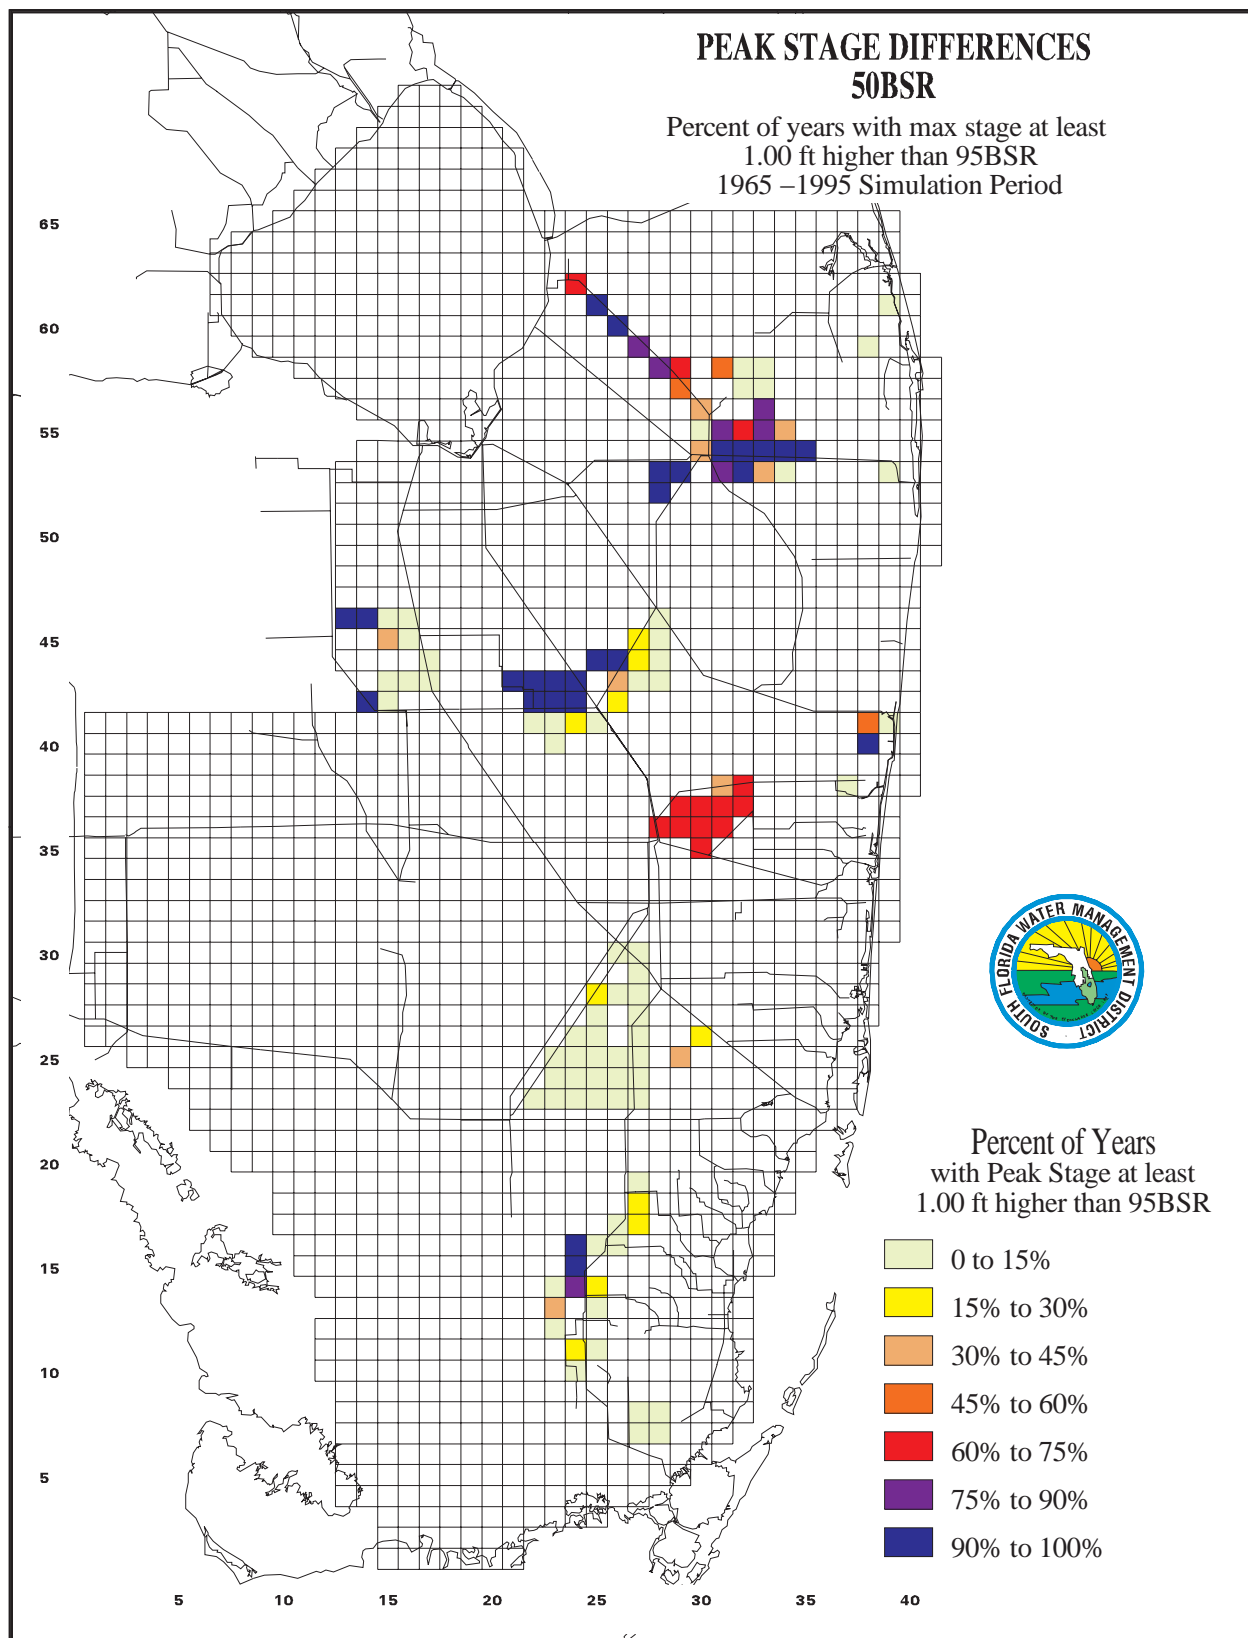 PEAK STAGE DIFFERENCES
50BSR
Percent of years with max stage at least
1.00 ft higher than 95BSR
1965 –1995 Simulation Period
65
60
55
50
45
40
35
30
25
20
15
10
5
5
10
15
20
25
30
35
40
SOUTH FLORIDA WATER MANAGEMENT DISTRICT
Percent of Years
with Peak Stage at least
1.00 ft higher than 95BSR
0 to 15%
15% to 30%
30% to 45%
45% to 60%
60% to 75%
75% to 90%
90% to 100%